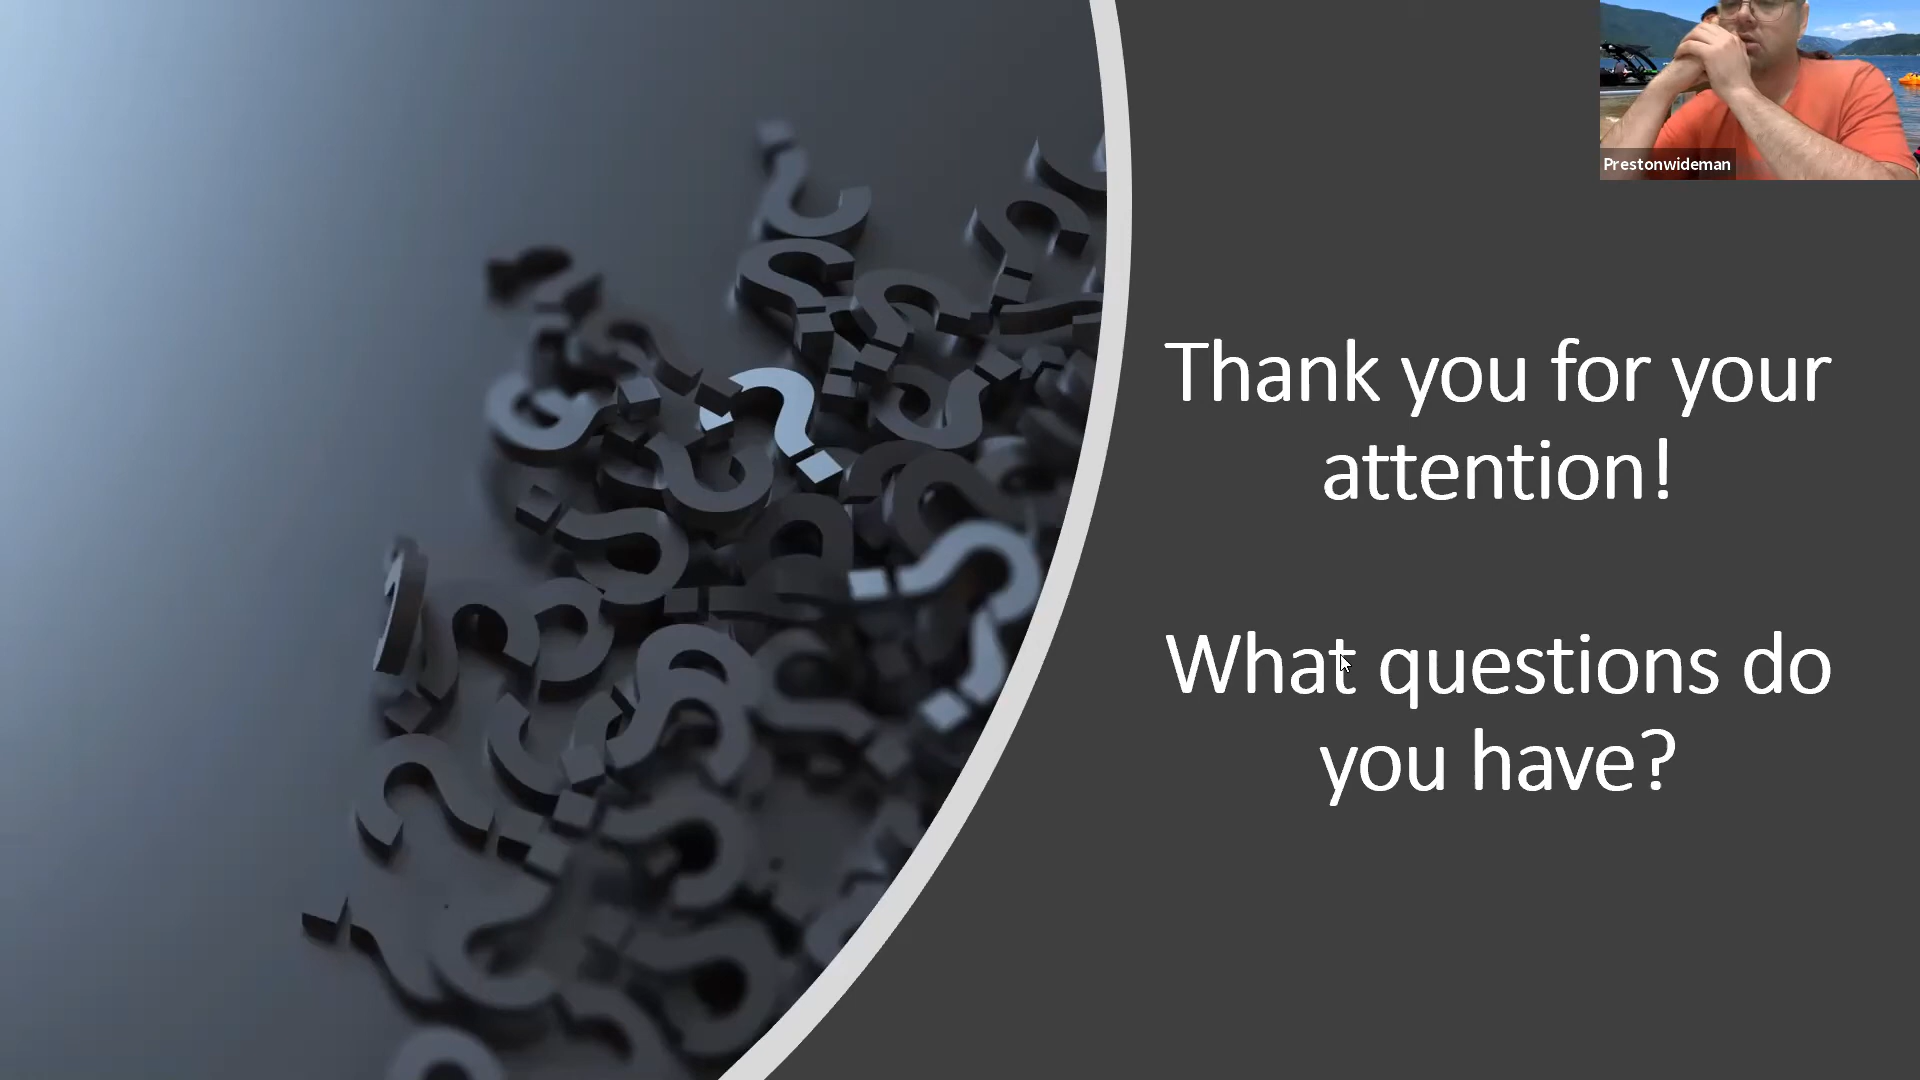 Prestonwideman
Thank you for your
attention!
What questions do
you have?